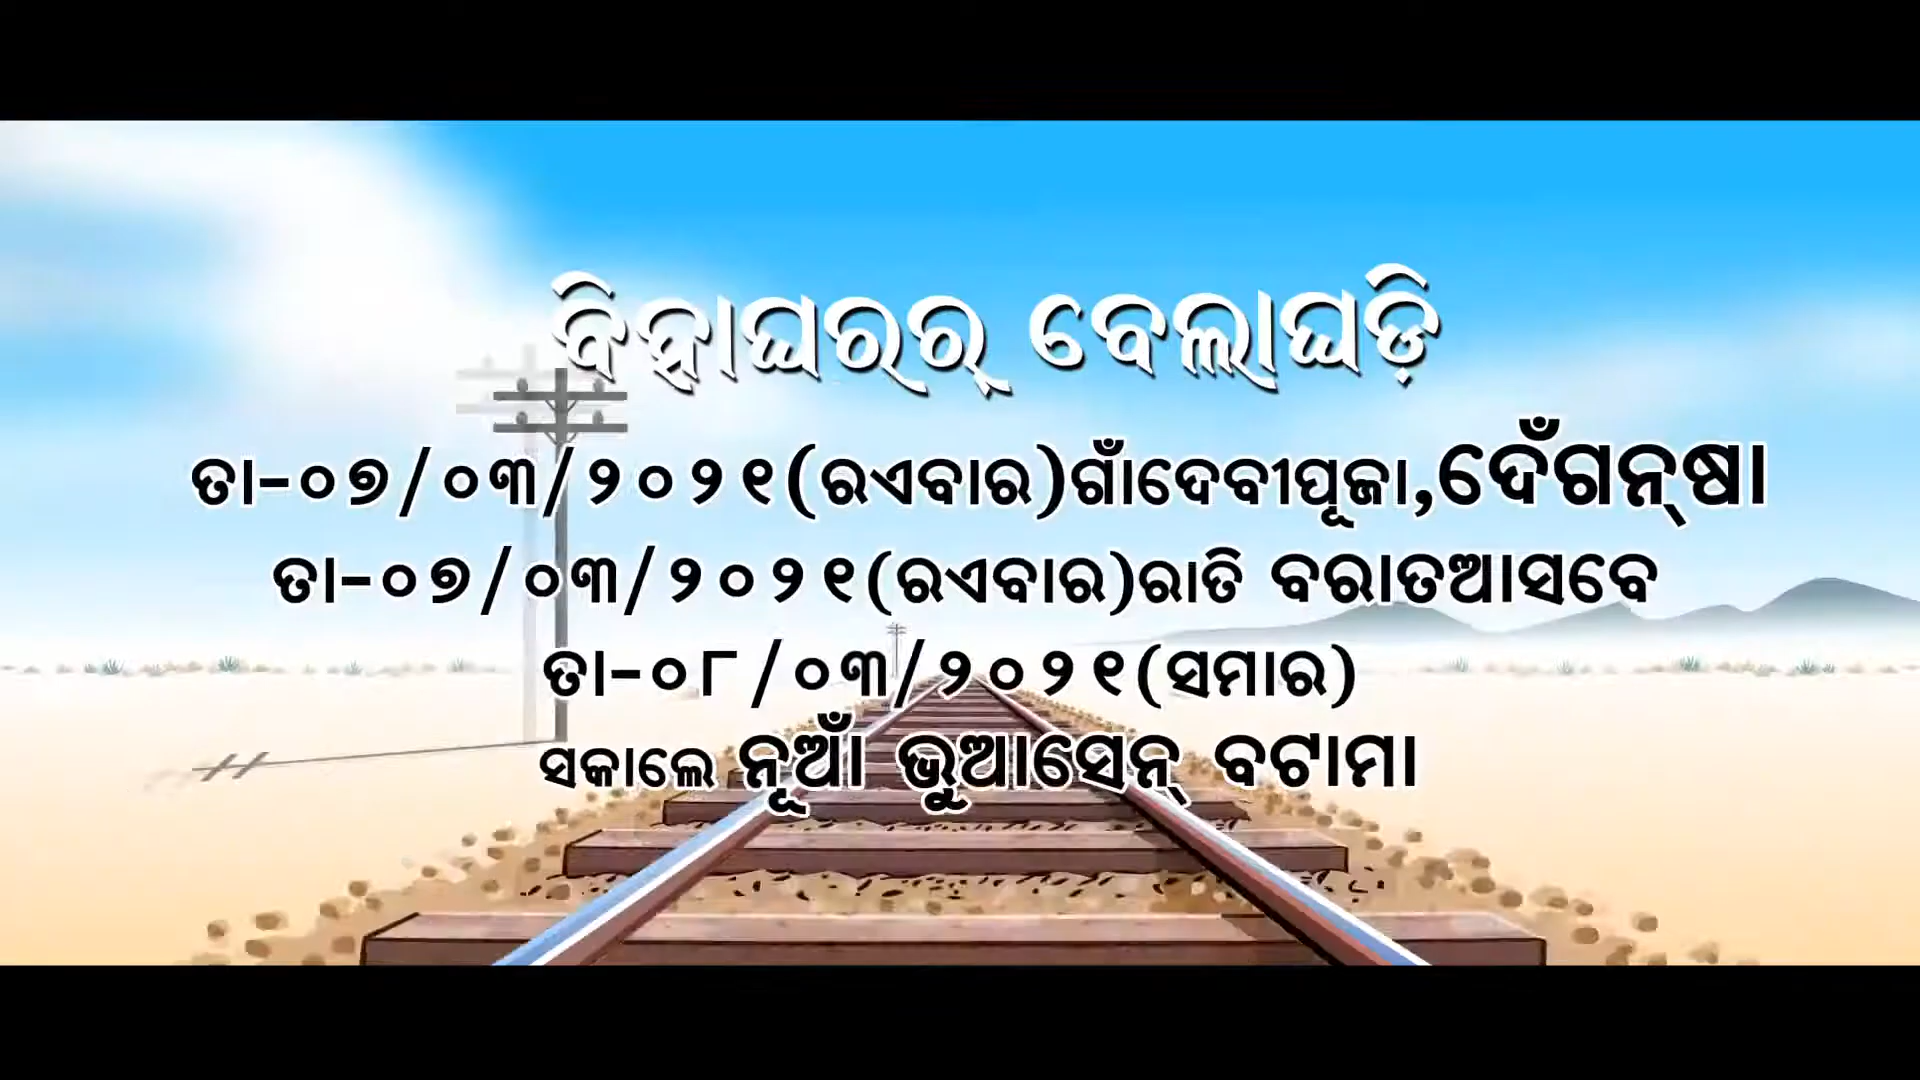 ବିହାଘରର୍ ବେଲାଘଡ଼ି
ତା-୦୭/୦୩/୨୦୨୧(ରଏବାର)ଗାଁଦେବୀପୂଜା,ଦେଁଗନ୍‌ଷା
ତା-୦୭/୦୩/୨୦୨୧(ରଏବାର)ରାତି ବରାତଆସବେ
ତା-୦୮/୦୩/୨୦୨୧(ସମାର)
ସକାଲେ ନୂଆଁ ଭୁଆସେନ୍ ବଟାମା